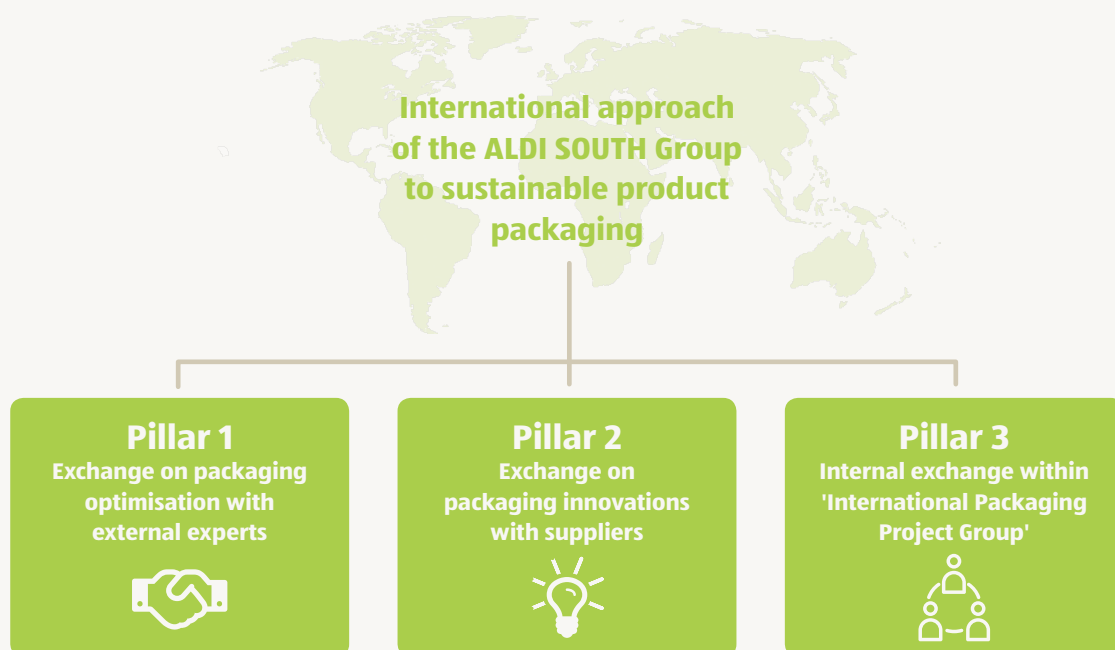 International approach
of the ALDI SOUTH Group
to sustainable product
packaging
Pillar 1
Exchange on packaging
optimisation with
external experts
Pillar 2
Exchange on
packaging innovations
with suppliers
Pillar 3
Internal exchange within
'International Packaging
Project Group'